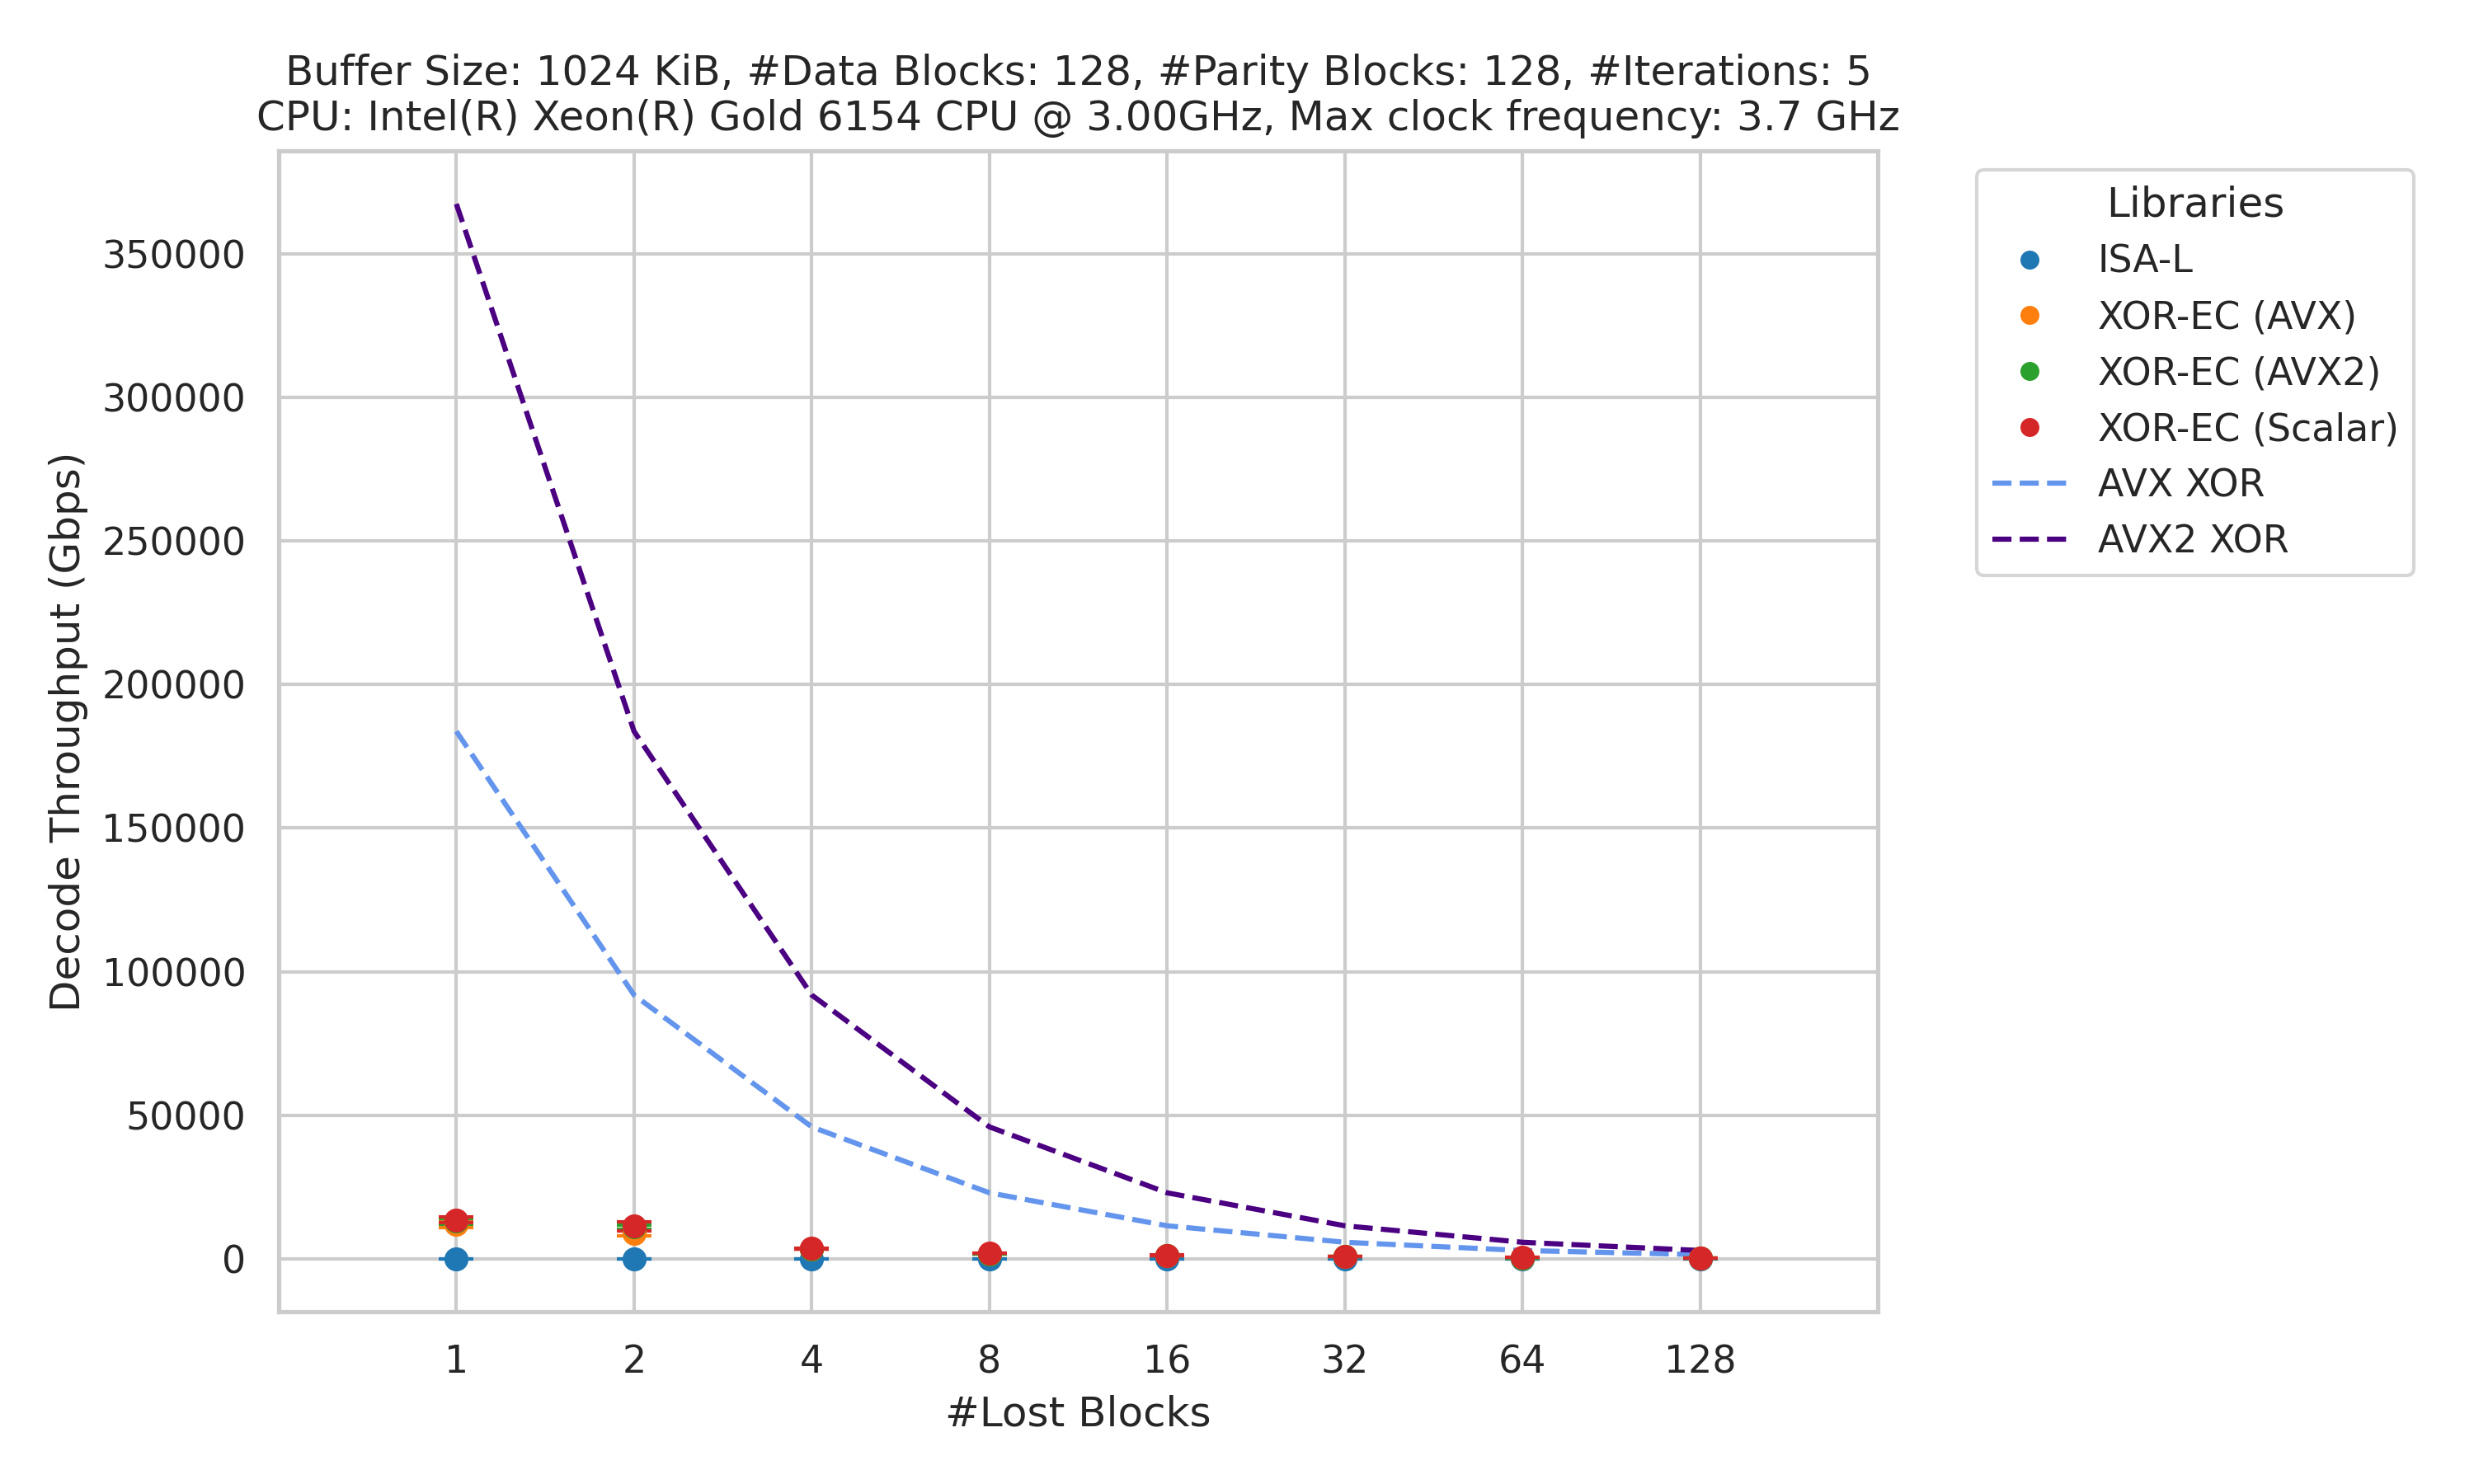 Buffer Size: 1024 KiB, #Data Blocks: 128, #Parity Blocks: 128, #Iterations: 5
CPU: Intel(R) Xeon(R) Gold 6154 CPU @ 3.00GHz, Max clock frequency: 3.7 GHz
Decode Throughput (Gbps)
350000
300000
250000
200000
150000
100000
50000
0
1 2 4 8 16 32 64 128
#Lost Blocks
Libraries
ISA-L
XOR-EC (AVX)
XOR-EC (AVX2)
XOR-EC (Scalar)
AVX XOR
AVX2 XOR